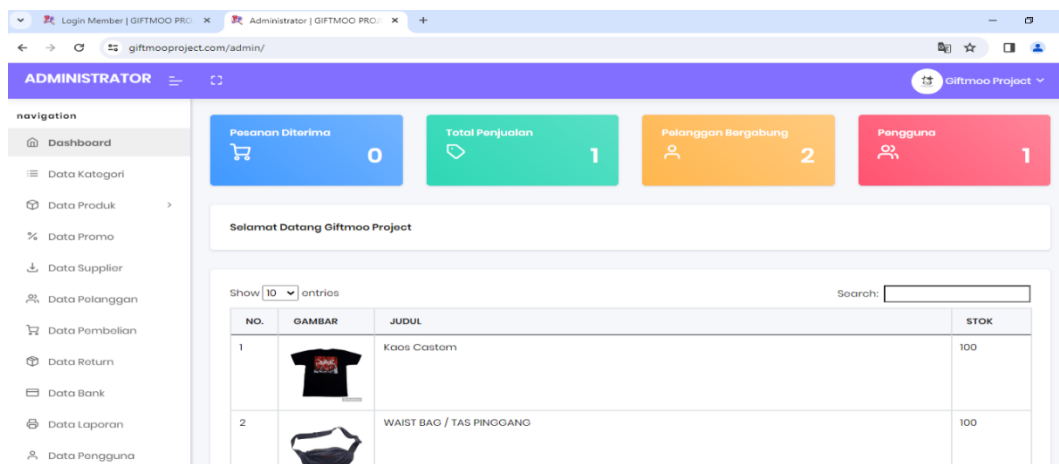 Login Member | GIFTMOO PRO
Administrator | GIFTMOO PROJ
giftmooproject.com/admin/
ADMINISTRATOR
Giftmoo Project
navigation
Dashboard
Data Kategori
Data Produk
Data Promo
Data Supplier
Data Pelanggan
Data Pembelian
Data Return
Data Bank
Data Laporan
Data Pengguna
Pesanan Diterima
0
Total Penjualan
1
Pelanggan Bergabung
2
Pengguna
1
Selamat Datang Giftmoo Project
Show 10 entries
Search:
NO. GAMBAR JUDUL STOK
1 Kaos Castom 100
2 WAIST BAG / TAS PINGGANG 100